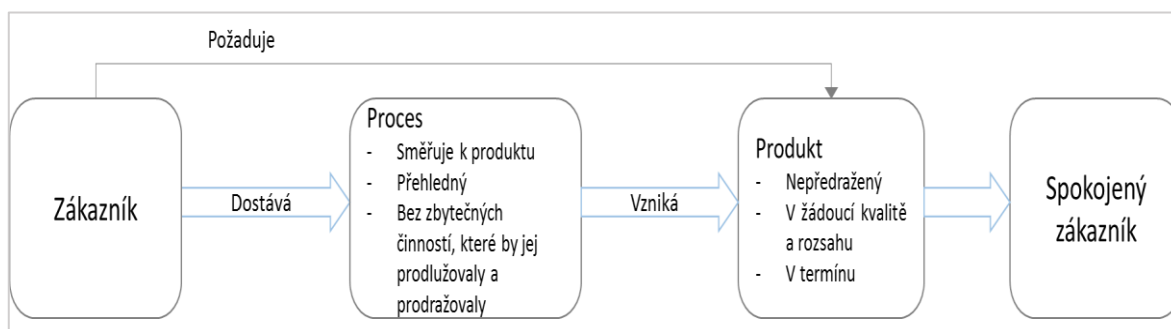 Požaduje
Zákazník
Dostává
Proces
- Směřuje k produktu
- Přehledný
- Bez zbytečných
činností, které by jej
prodlužovaly a
prodražovaly
Vzniká
Produkt
- Nepředražený
- V žádoucí kvalitě
a rozsahu
- V termínu
Spokojený
zákazník